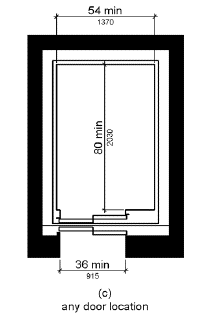 54 min
1370
80 min
2030
36 min
915
(c)
any door location